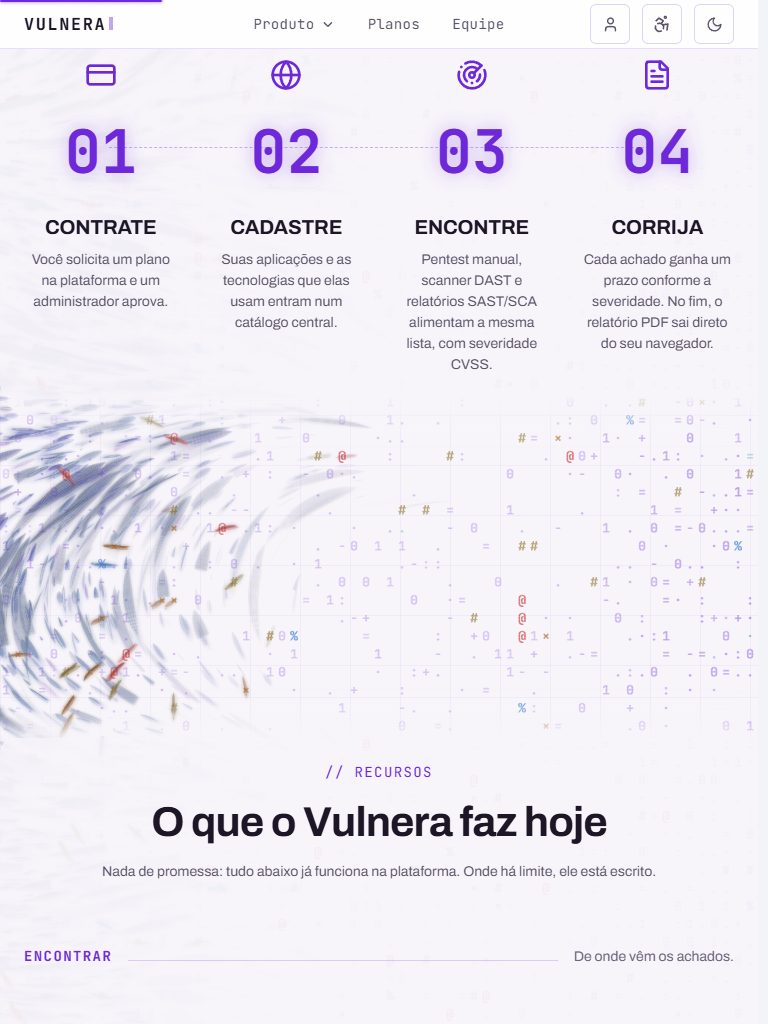 VULNERA
Produto
Planos
Equipe
01
02
03
04
CONTRATE
CADASTRE
ENCONTRE
CORRIJA
Você solicita um plano
na plataforma e um
administrador aprova.
Suas aplicações e as
tecnologias que elas
usam entram num
catálogo central.
Pentest manual,
scanner DAST e
relatórios SAST/SCA
alimentam a mesma
lista, com severidade
CVSS.
Cada achado ganha um
prazo conforme a
severidade. No fim, o
relatório PDF sai direto
do seu navegador.
// RECURSOS
O que o Vulnera faz hoje
Nada de promessa: tudo abaixo já funciona na plataforma. Onde há limite, ele está escrito.
ENCONTRAR
De onde vêm os achados.